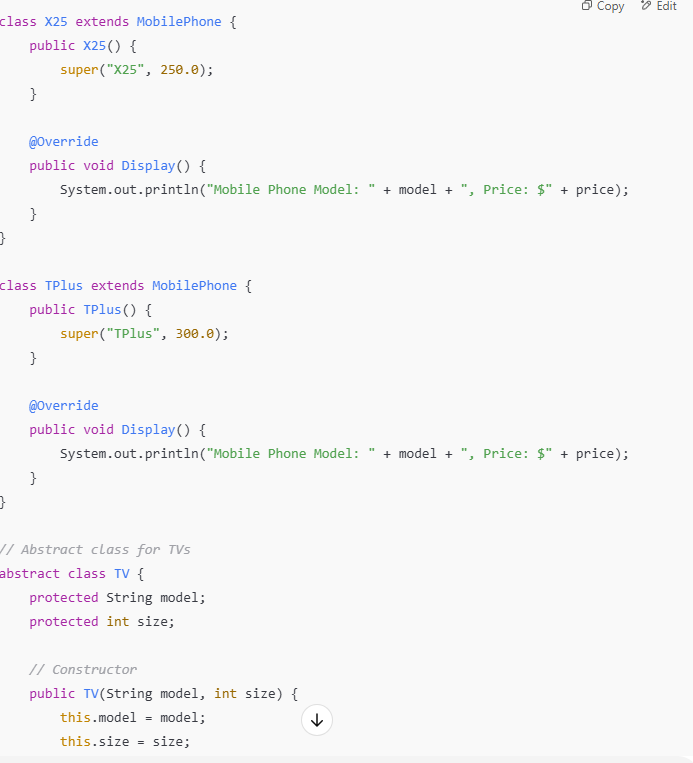 Copy Edit
class X25 extends MobilePhone {
    public X25() {
        super("X25", 250.0);
    }
    @Override
    public void Display() {
        System.out.println("Mobile Phone Model: " + model + ", Price: $" + price);
    }
}
class TPlus extends MobilePhone {
    public TPlus() {
        super("TPlus", 300.0);
    }
    @Override
    public void Display() {
        System.out.println("Mobile Phone Model: " + model + ", Price: $" + price);
    }
}
// Abstract class for TVs
abstract class TV {
    protected String model;
    protected int size;
    // Constructor
    public TV(String model, int size) {
        this.model = model;
        this.size = size;